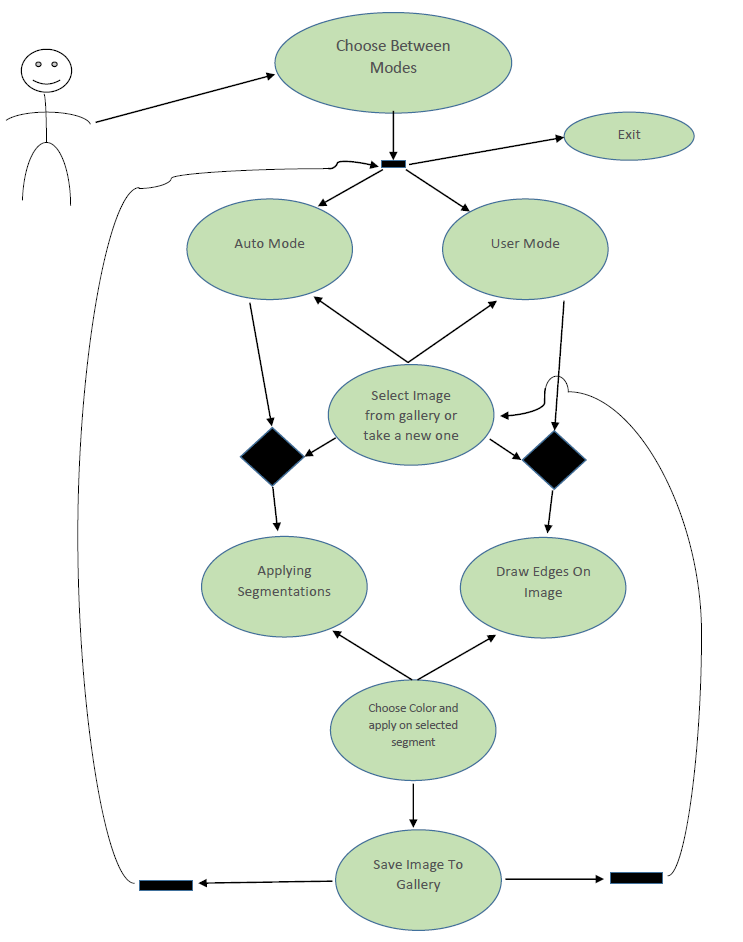 Choose Between
Modes
Exit
Auto Mode
User Mode
Select Image
from gallery or
take a new one
Applying
Segmentations
Draw Edges On
Image
Choose Color and
apply on selected
segment
Save Image To
Gallery